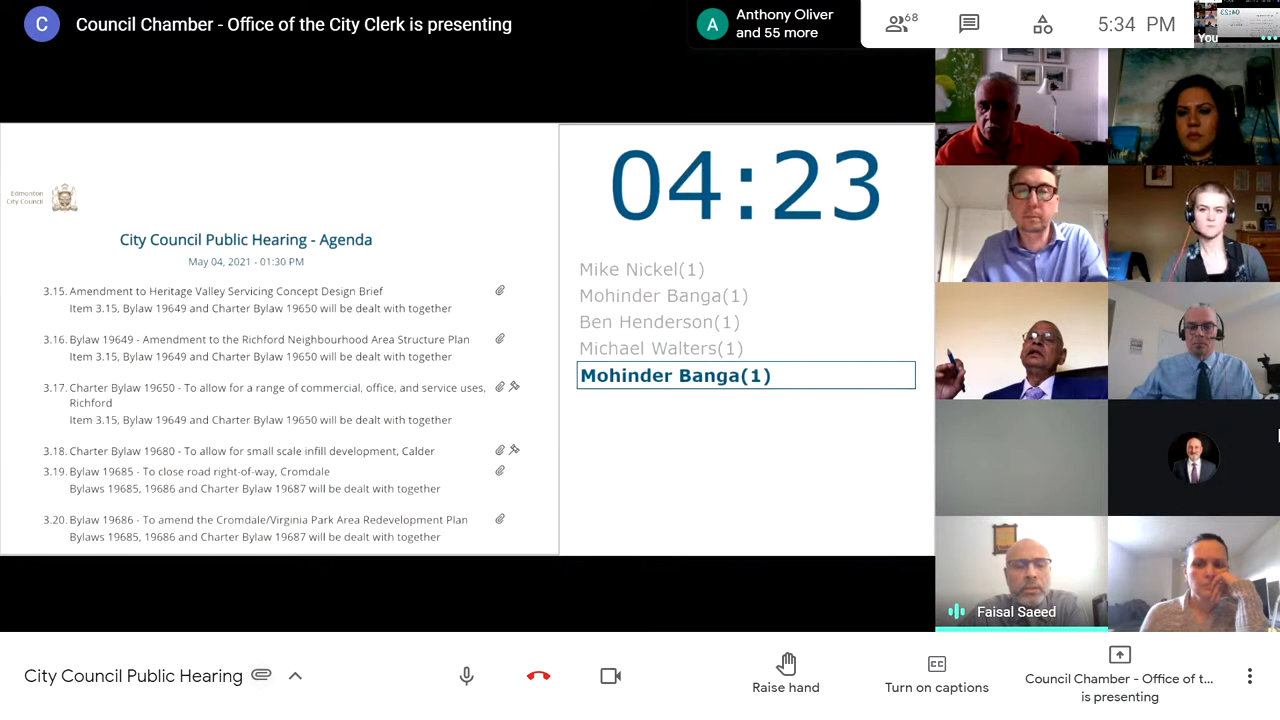 C
Council Chamber - Office of the City Clerk is presenting
A
Anthony Oliver
and 55 more
68
5:34 PM
You
Edmonton
City Council
City Council Public Hearing - Agenda
May 04, 2021 - 01:30 PM
3.15. Amendment to Heritage Valley Servicing Concept Design Brief
Item 3.15, Bylaw 19649 and Charter Bylaw 19650 will be dealt with together
3.16. Bylaw 19649 - Amendment to the Richford Neighbourhood Area Structure Plan
Item 3.15, Bylaw 19649 and Charter Bylaw 19650 will be dealt with together
3.17. Charter Bylaw 19650 - To allow for a range of commercial, office, and service uses,
Richford
Item 3.15, Bylaw 19649 and Charter Bylaw 19650 will be dealt with together
3.18. Charter Bylaw 19680 - To allow for small scale infill development, Calder
3.19. Bylaw 19685 - To close road right-of-way, Cromdale
Bylaws 19685, 19686 and Charter Bylaw 19687 will be dealt with together
3.20. Bylaw 19686 - To amend the Cromdale/Virginia Park Area Redevelopment Plan
Bylaws 19685, 19686 and Charter Bylaw 19687 will be dealt with together
04:23
Mike Nickel(1)
Mohinder Banga(1)
Ben Henderson(1)
Michael Walters(1)
Mohinder Banga(1)
Faisal Saeed
City Council Public Hearing
Raise hand
CC
Turn on captions
Council Chamber - Office of t...
is presenting